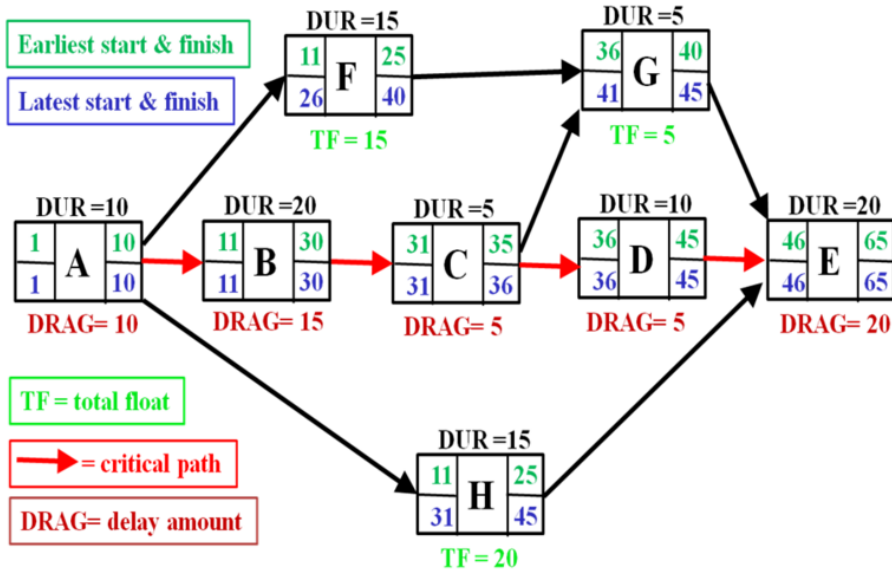 Earliest start & finish
Latest start & finish
DUR =15
11 F 25
26 40
TF = 15
DUR =5
36 G 40
41 45
TF = 5
DUR =10
1 A 10
1 10
DRAG= 10
DUR =20
11 B 30
11 30
DRAG= 15
DUR =5
31 C 35
31 36
DRAG= 5
DUR =10
36 D 45
36 45
DRAG= 5
DUR =20
46 E 65
46 65
DRAG= 20
DUR =15
11 H 25
31 45
TF = 20
TF = total float
= critical path
DRAG= delay amount